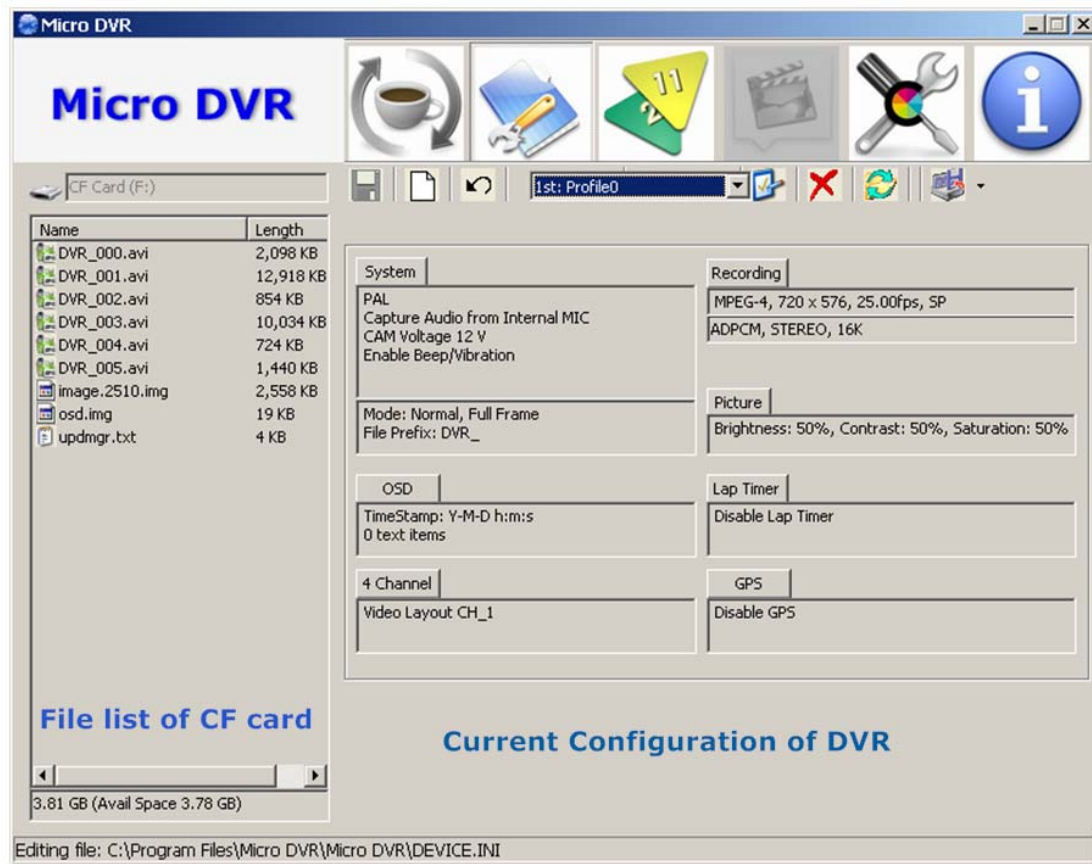 Micro DVR
Micro DVR
11
2
CF Card (F:)
1st: Profile0
Name Length
DVR_000.avi 2,098 KB
DVR_001.avi 12,918 KB
DVR_002.avi 854 KB
DVR_003.avi 10,034 KB
DVR_004.avi 724 KB
DVR_005.avi 1,440 KB
image.2510.img 2,558 KB
osd.img 19 KB
updmgr.txt 4 KB
File list of CF card
3.81 GB (Avail Space 3.78 GB)
System
PAL
Capture Audio from Internal MIC
CAM Voltage 12 V
Enable Beep/Vibration
Mode: Normal, Full Frame
File Prefix: DVR_
Recording
MPEG-4, 720 x 576, 25.00fps, SP
ADPCM, STEREO, 16K
Picture
Brightness: 50%, Contrast: 50%, Saturation: 50%
OSD
TimeStamp: Y-M-D h:m:s
0 text items
Lap Timer
Disable Lap Timer
4 Channel
Video Layout CH_1
GPS
Disable GPS
Current Configuration of DVR
Editing file: C:\Program Files\Micro DVR\Micro DVR\DEVICE.INI